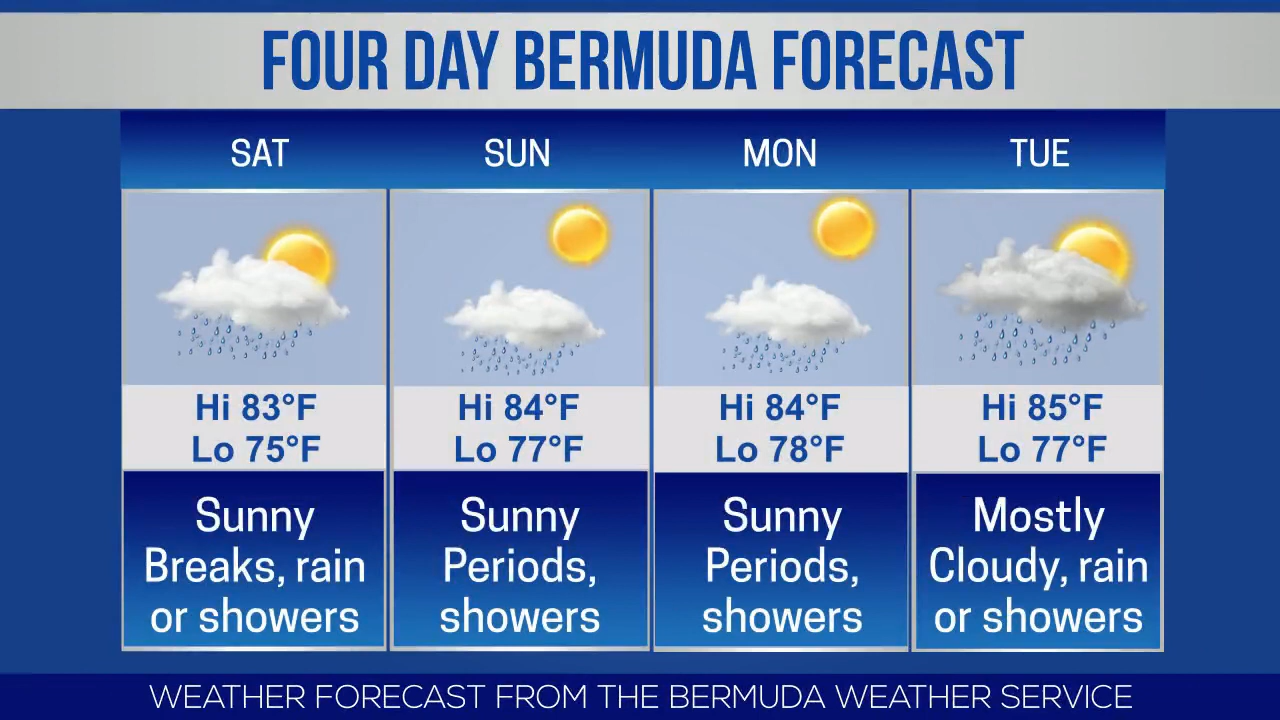 FOUR DAY BERMUDA FORECAST
SAT SUN MON TUE
Hi 83°F Hi 84°F Hi 84°F Hi 85°F
Lo 75°F Lo 77°F Lo 78°F Lo 77°F
Sunny
Breaks, rain
or showers
Sunny
Periods,
showers
Sunny
Periods,
showers
Mostly
Cloudy, rain
or showers
WEATHER FORECAST FROM THE BERMUDA WEATHER SERVICE